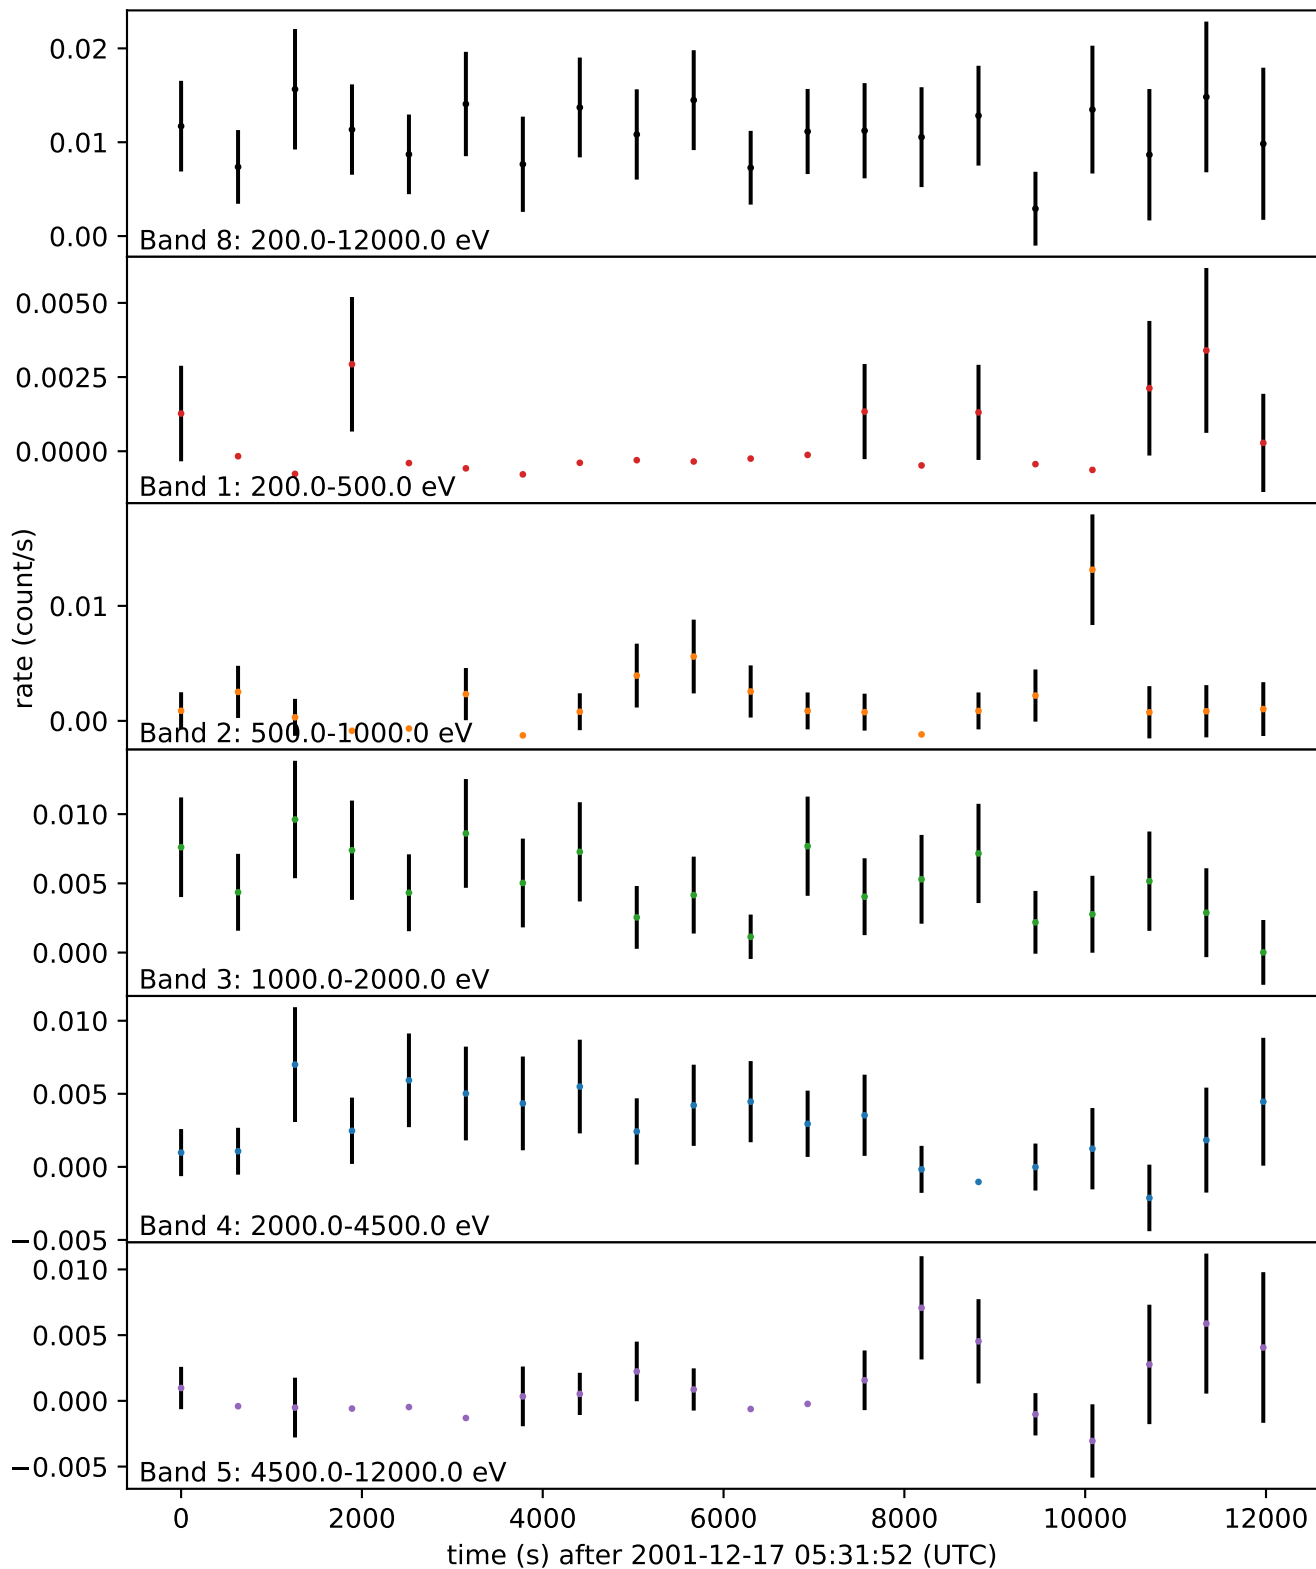 0.02
0.01
0.00
Band 8: 200.0-12000.0 eV
0.0050
0.0025
0.0000
Band 1: 200.0-500.0 eV
rate (count/s)
0.01
0.00
Band 2: 500.0-1000.0 eV
0.010
0.005
0.000
Band 3: 1000.0-2000.0 eV
0.010
0.005
0.000
−0.005
Band 4: 2000.0-4500.0 eV
0.010
0.005
0.000
−0.005
Band 5: 4500.0-12000.0 eV
0 2000 4000 6000 8000 10000 12000
time (s) after 2001-12-17 05:31:52 (UTC)